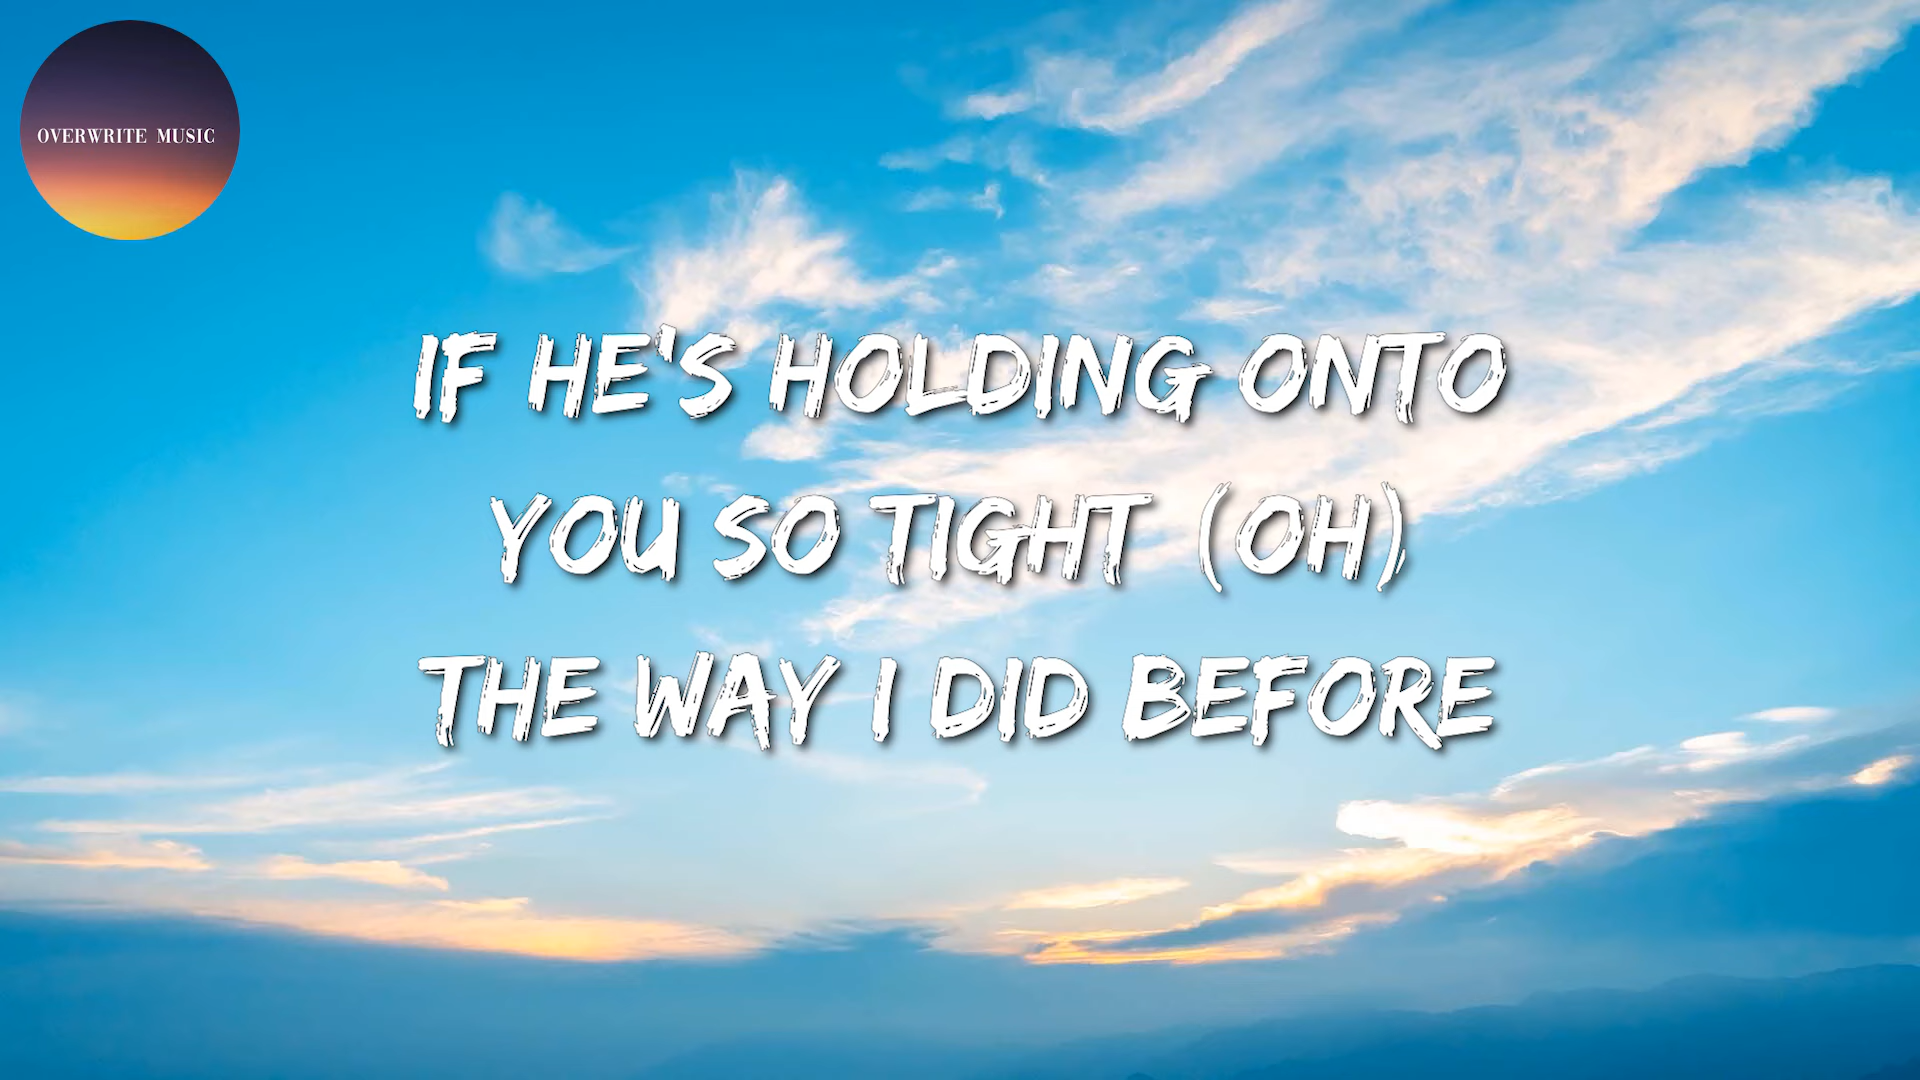 OVERWRITE MUSIC
IF HE'S HOLDING ONTO
YOU SO TIGHT (OH)
THE WAY I DID BEFORE